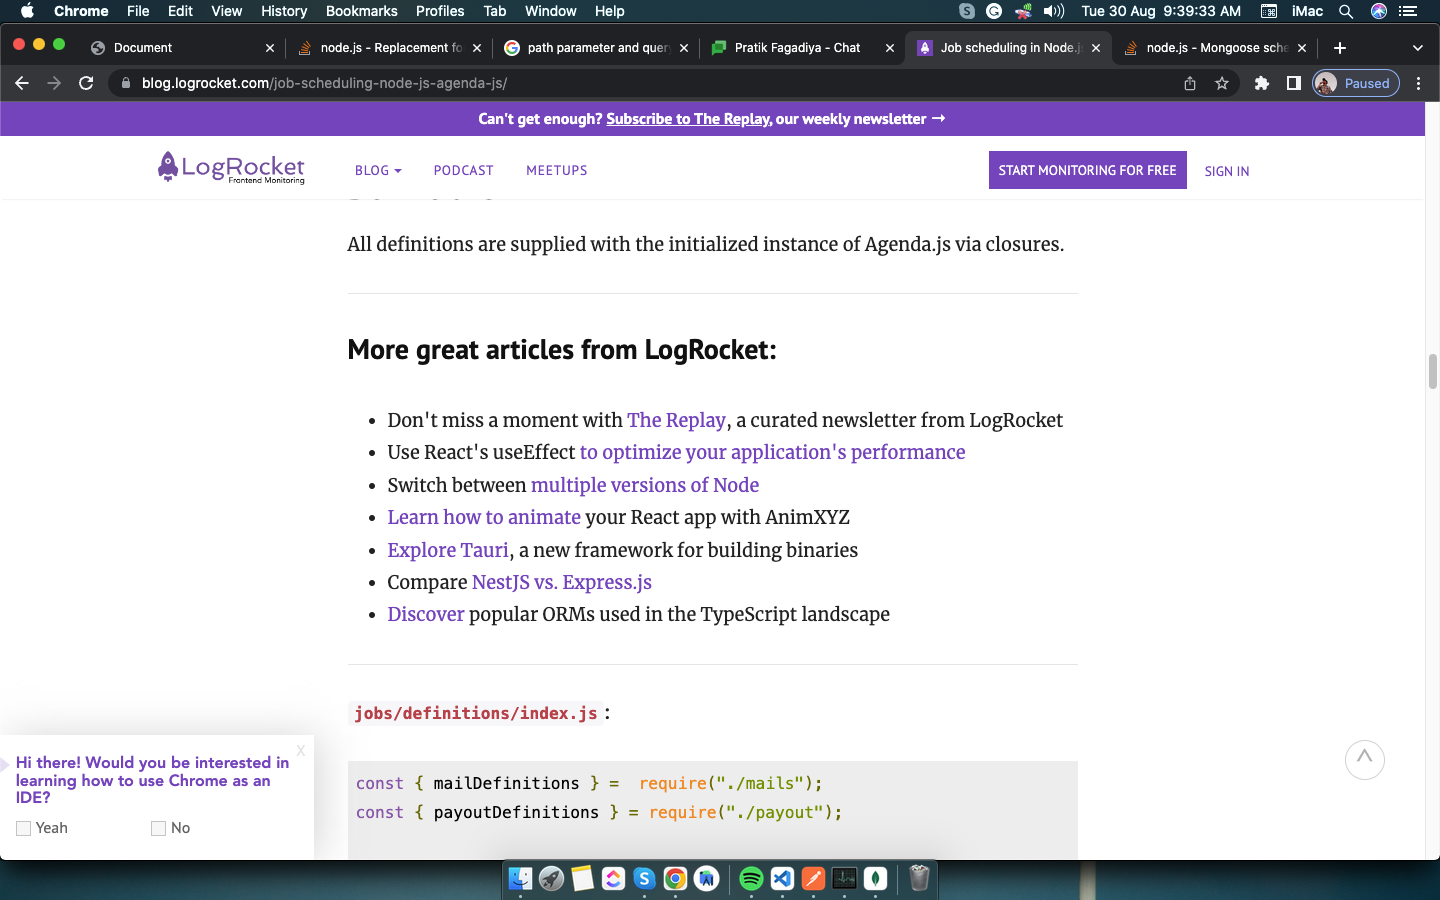 Chrome File Edit View History Bookmarks Profiles Tab Window Help Tue 30 Aug 9:39:33 AM iMac
Document node.js - Replacement fo path parameter and quer Pratik Fagadiya - Chat Job scheduling in Node.js node.js - Mongoose sche
blog.logrocket.com/job-scheduling-node-js-agenda-js/ Paused
Can't get enough? Subscribe to The Replay, our weekly newsletter →
LogRocket
Frontend Monitoring
BLOG PODCAST MEETUPS START MONITORING FOR FREE SIGN IN
All definitions are supplied with the initialized instance of Agenda.js via closures.
More great articles from LogRocket:
• Don't miss a moment with The Replay, a curated newsletter from LogRocket
• Use React's useEffect to optimize your application's performance
• Switch between multiple versions of Node
• Learn how to animate your React app with AnimXYZ
• Explore Tauri, a new framework for building binaries
• Compare NestJS vs. Express.js
• Discover popular ORMs used in the TypeScript landscape
jobs/definitions/index.js :
const { mailDefinitions } =  require("./mails");
const { payoutDefinitions } = require("./payout");
X
Hi there! Would you be interested in
learning how to use Chrome as an
IDE?
Yeah No